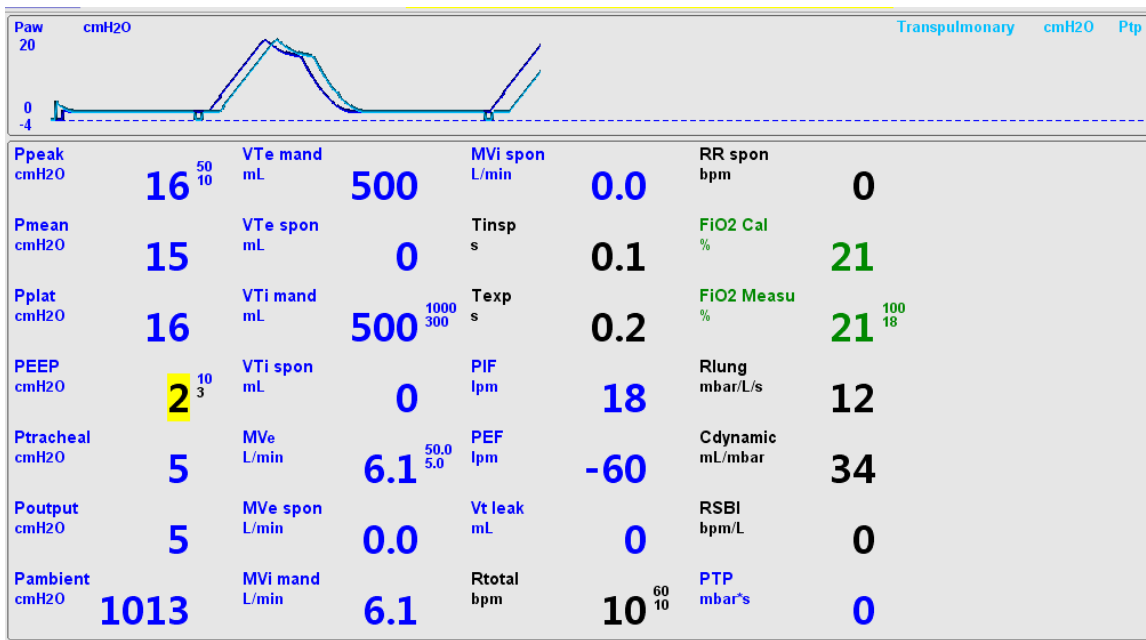 Paw cmH2O Transpulmonary cmH2O Ptp
20
0
-4
Ppeak
cmH2O
16 50
10
VTe mand
mL
500
MVi spon
L/min
0.0
RR spon
bpm
0
Pmean
cmH2O
15
VTe spon
mL
0
Tinsp
s
0.1
FiO2 Cal
%
21
Pplat
cmH2O
16
VTi mand
mL
500 1000
300
Texp
s
0.2
FiO2 Measu
%
21 100
18
PEEP
cmH2O
2 10
3
VTi spon
mL
0
PIF
lpm
18
Rlung
mbar/L/s
12
Ptracheal
cmH2O
5
MVe
L/min
6.1 50.0
5.0
PEF
lpm
-60
Cdynamic
mL/mbar
34
Poutput
cmH2O
5
MVe spon
L/min
0.0
Vt leak
mL
0
RSBI
bpm/L
0
Pambient
cmH2O
1013
MVi mand
L/min
6.1
Rtotal
bpm
10 60
10
PTP
mbar*s
0